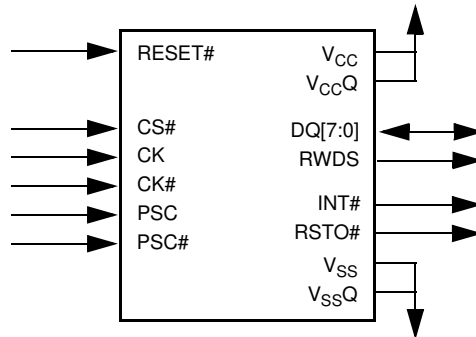 RESET#
CS#
CK
CK#
PSC
PSC#
VCC
VCCQ
DQ[7:0]
RWDS
INT#
RSTO#
VSS
VSSQ